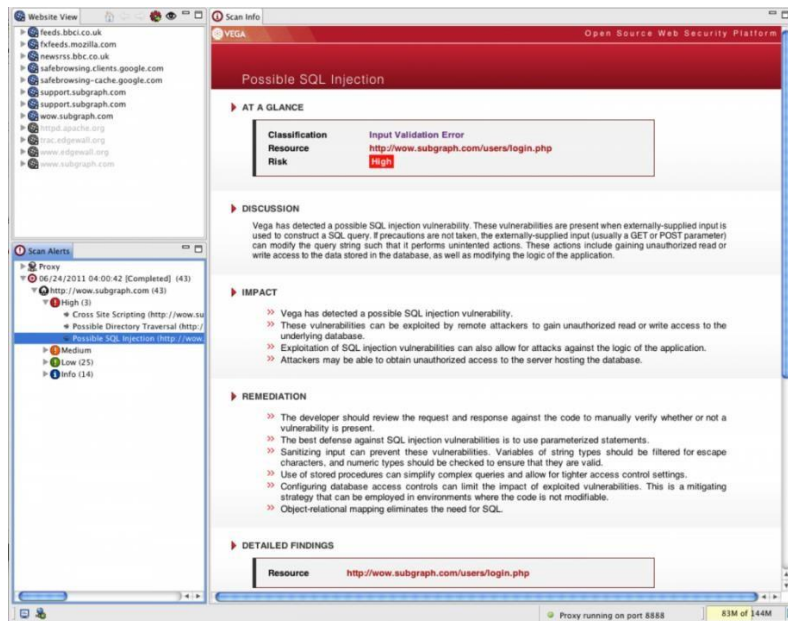 Website View
feeds.bbci.co.uk
fxfeeds.mozilla.com
newsrss.bbc.co.uk
safebrowsing.clients.google.com
safebrowsing-cache.google.com
support.subgraph.com
support.subgraph.com
wow.subgraph.com
httpd.apache.org
trac.edgewall.org
www.edgewall.org
www.subgraph.com
Scan Alerts
Proxy
06/24/2011 04:00:42 [Completed] (43)
http://wow.subgraph.com (43)
High (3)
Cross Site Scripting (http://wow.su
Possible Directory Traversal (http:/
Possible SQL Injection (http://wow.
Medium
Low (25)
Info (14)
Scan Info
VEGA
Open Source Web Security Platform
Possible SQL Injection
AT A GLANCE
Classification Input Validation Error
Resource http://wow.subgraph.com/users/login.php
Risk High
DISCUSSION
Vega has detected a possible SQL injection vulnerability. These vulnerabilities are present when externally-supplied input is
used to construct a SQL query. If precautions are not taken, the externally-supplied input (usually a GET or POST parameter)
can modify the query string such that it performs unintended actions. These actions include gaining unauthorized read or
write access to the data stored in the database, as well as modifying the logic of the application.
IMPACT
Vega has detected a possible SQL injection vulnerability.
These vulnerabilities can be exploited by remote attackers to gain unauthorized read or write access to the
underlying database.
Exploitation of SQL injection vulnerabilities can also allow for attacks against the logic of the application.
Attackers may be able to obtain unauthorized access to the server hosting the database.
REMEDIATION
The developer should review the request and response against the code to manually verify whether or not a
vulnerability is present.
The best defense against SQL injection vulnerabilities is to use parameterized statements.
Sanitizing input can prevent these vulnerabilities. Variables of string types should be filtered for escape
characters, and numeric types should be checked to ensure that they are valid.
Use of stored procedures can simplify complex queries and allow for tighter access control settings.
Configuring database access controls can limit the impact of exploited vulnerabilities. This is a mitigating
strategy that can be employed in environments where the code is not modifiable.
Object-relational mapping eliminates the need for SQL.
DETAILED FINDINGS
Resource http://wow.subgraph.com/users/login.php
Proxy running on port 8888
83M of 144M